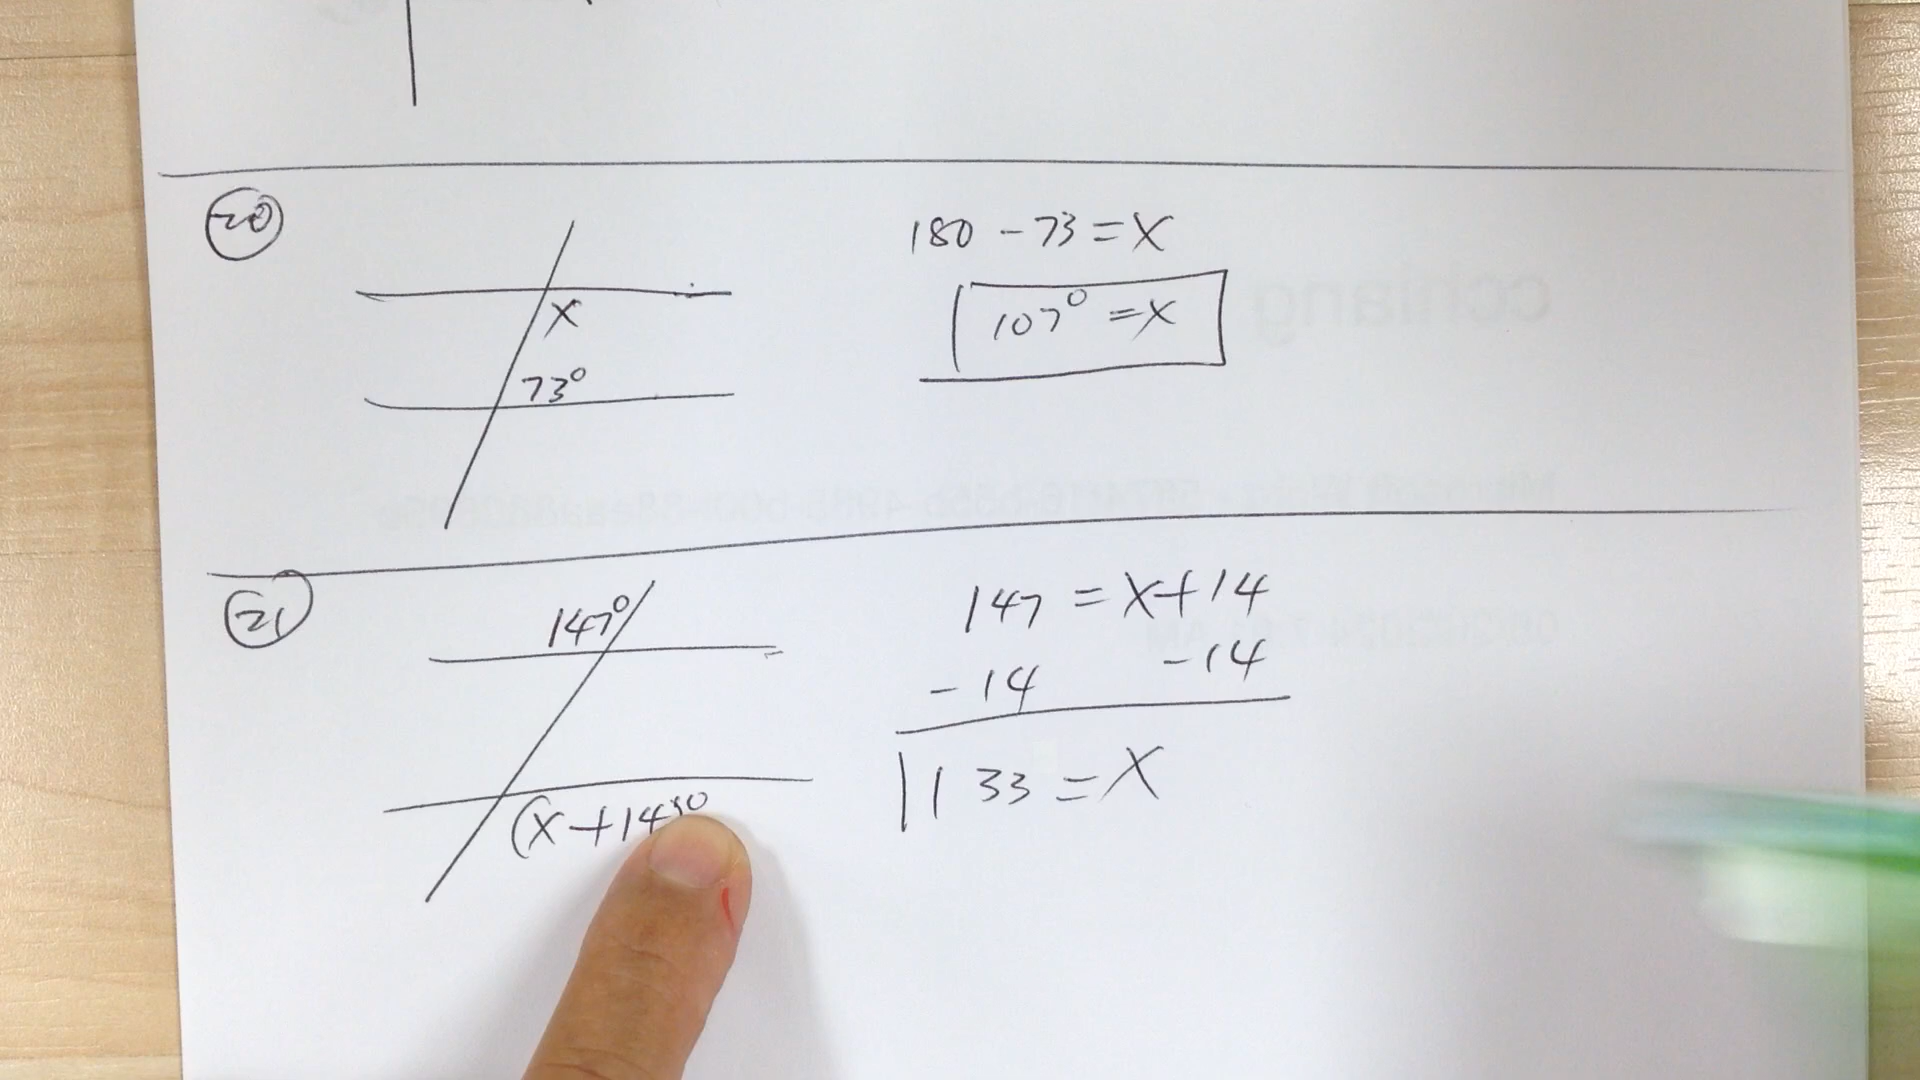 20
180 - 73 = X
X
107° = X
73°
21
147°
147 = X + 14
- 14 - 14
133 = X
(X + 14)°